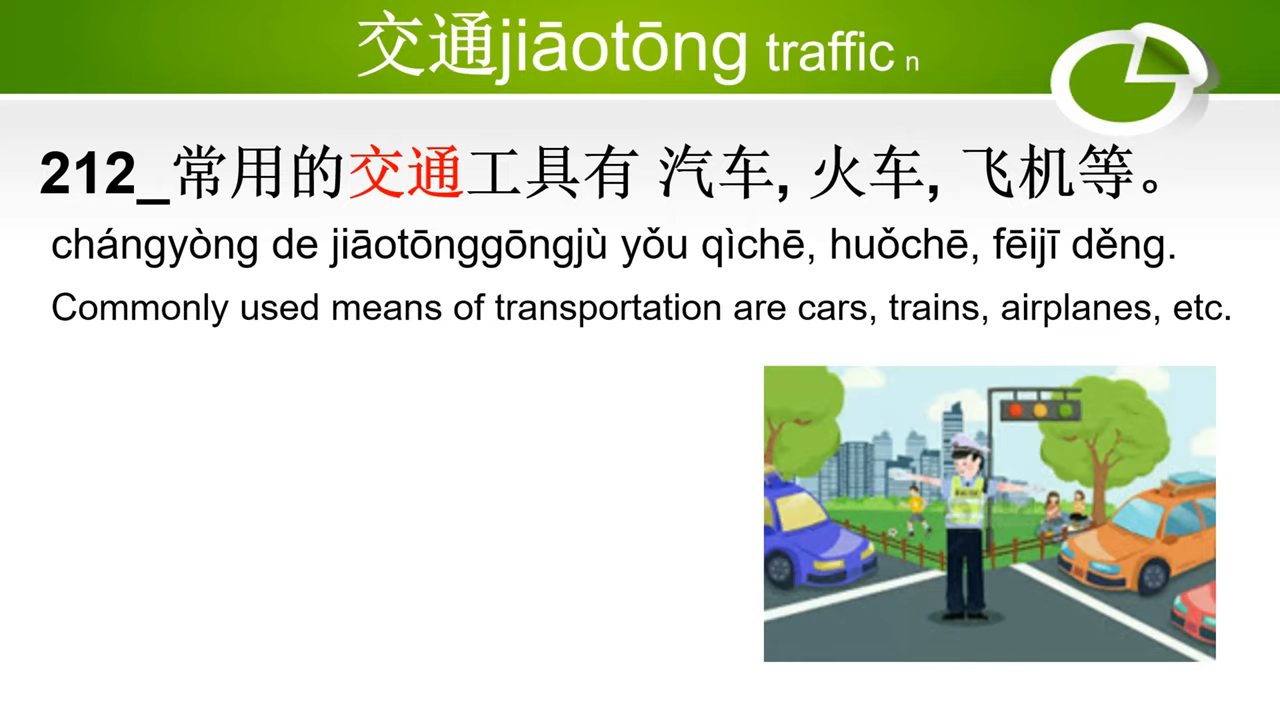 交通jiāotōng traffic n
212_常用的交通工具有 汽车, 火车, 飞机等。
chángyòng de jiāotōnggōngjù yǒu qìchē, huǒchē, fēijī děng.
Commonly used means of transportation are cars, trains, airplanes, etc.